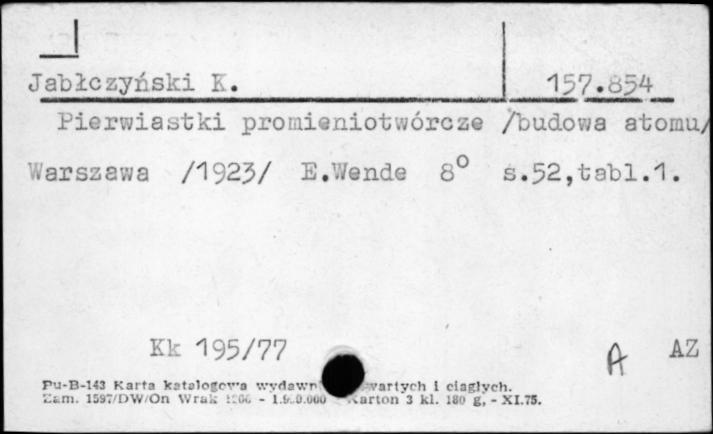 Jabłczyński K. 157.854
Pierwiastki promieniotwórcze /budowa atomu/
Warszawa /1923/ E.Wende 8° s.52,tabl.1.
Kk 195/77 A AZ
Pu-B-143 Karta katalogowa wydawn wartych i ciągłych.
Zam. 1597/DW/On Wrak - Karton 3 kl. 180 g, - XI.75.